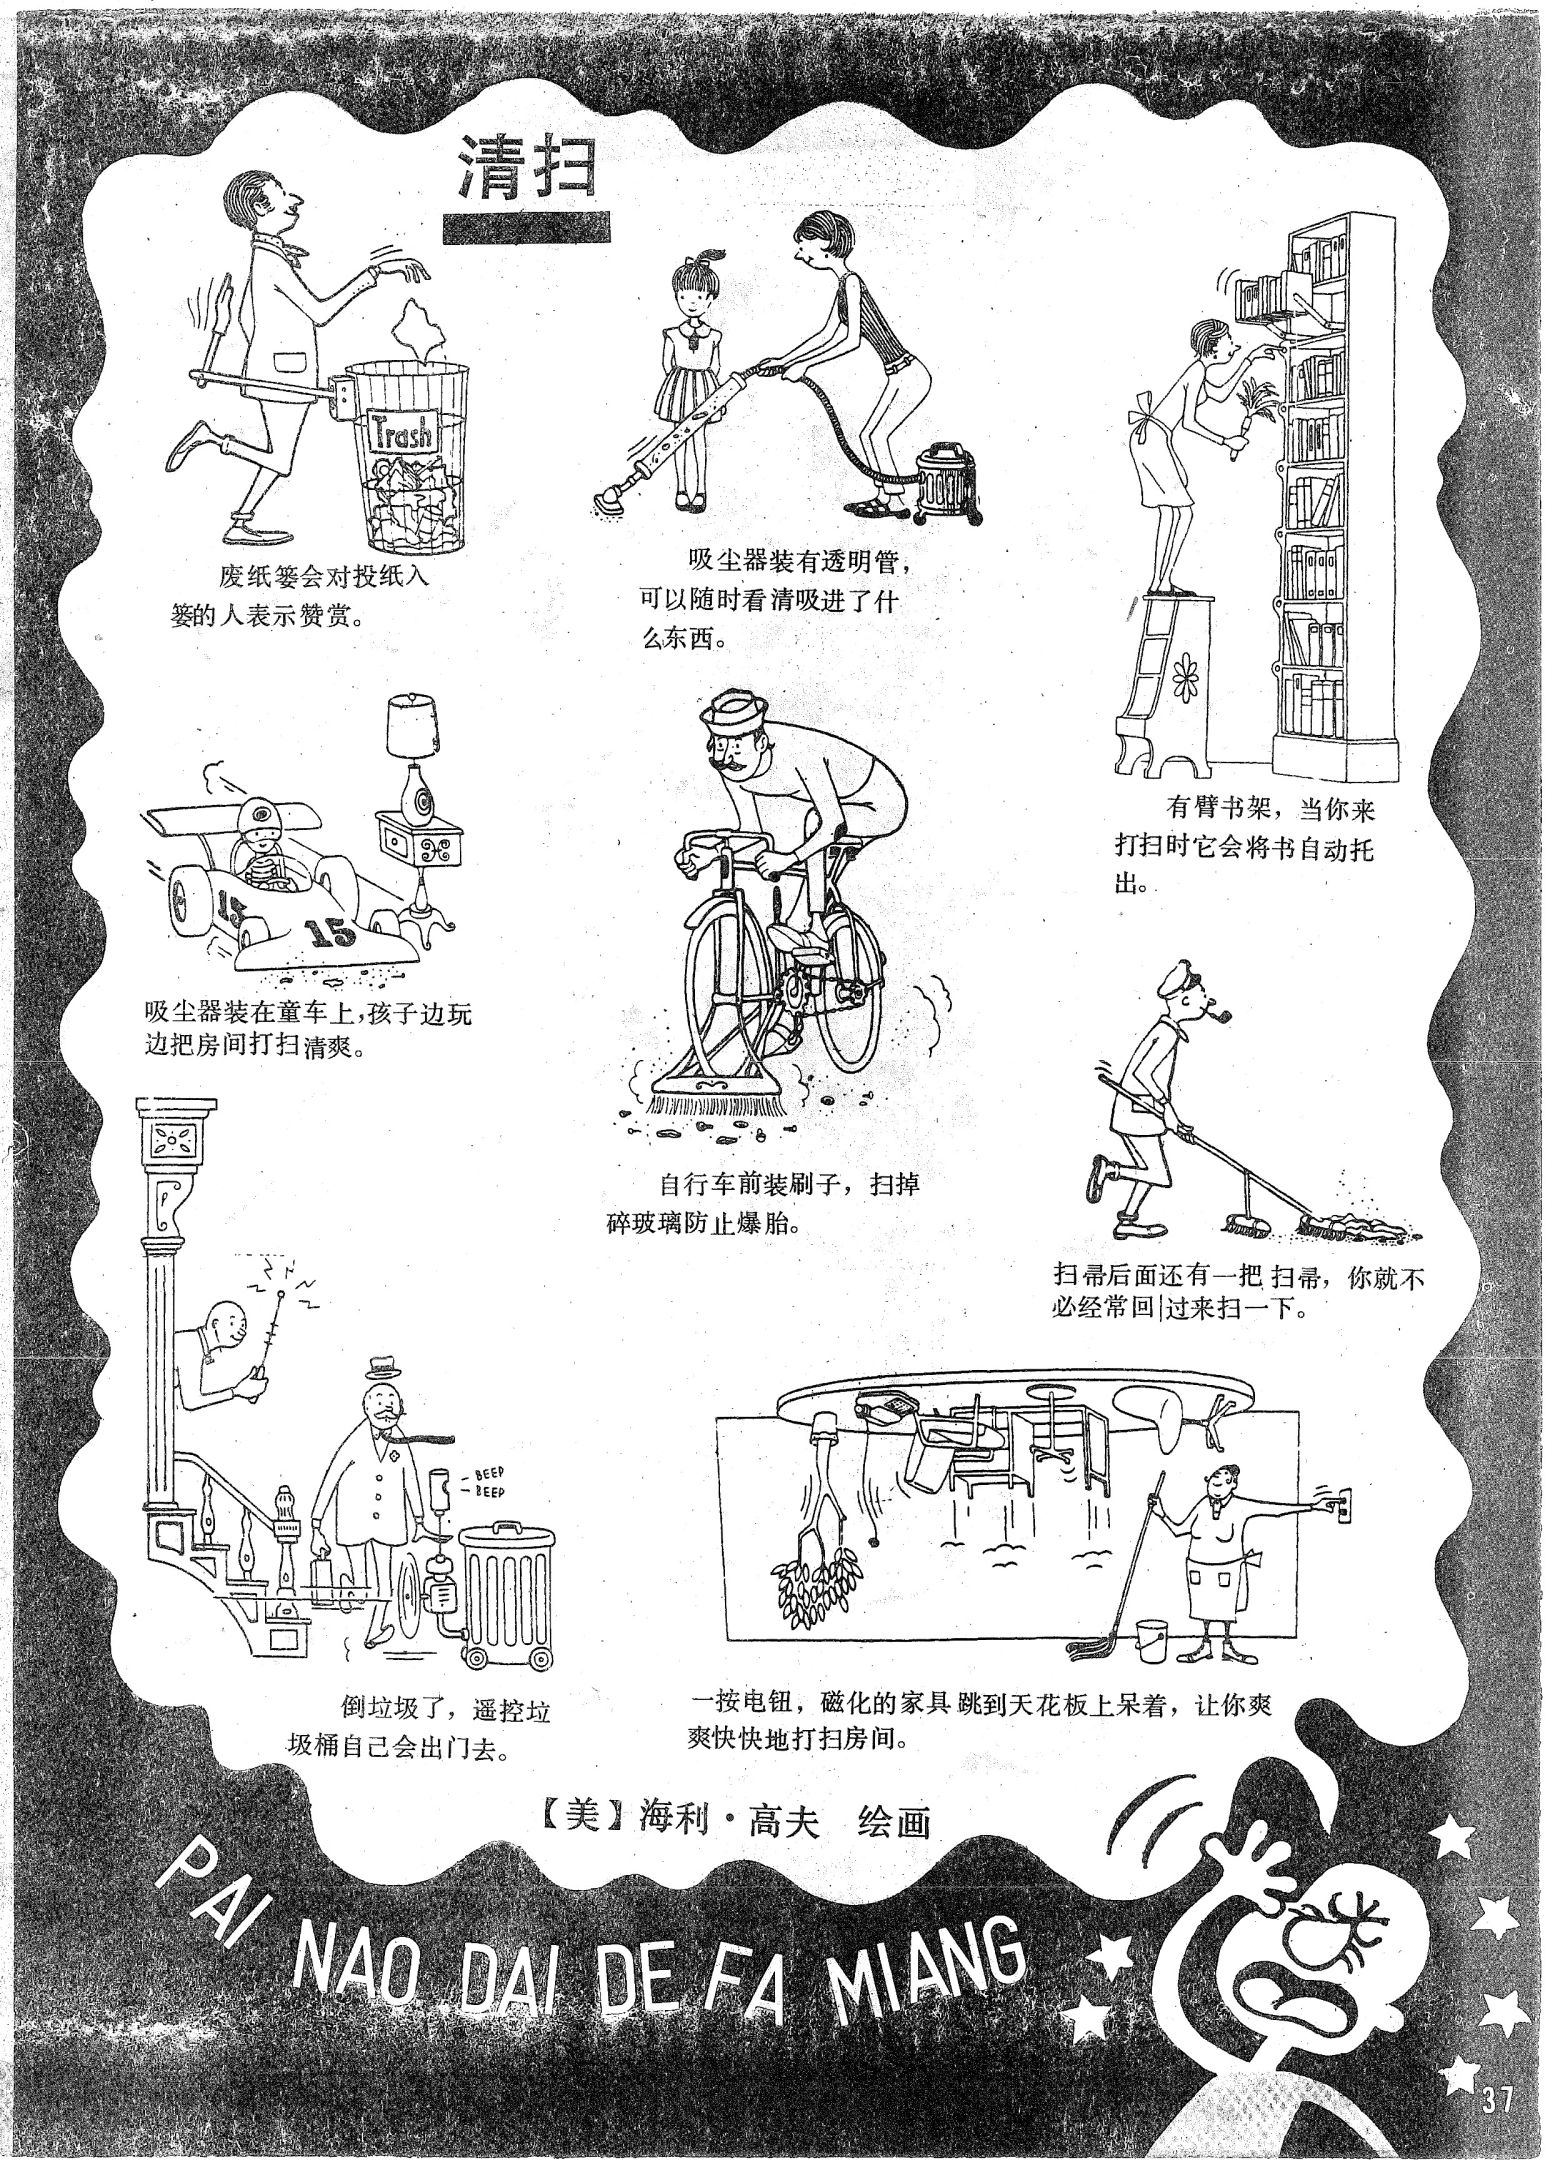 清扫
Trash
废纸篓会对投纸入
篓的人表示赞赏。
吸尘器装有透明管，
可以随时看清吸进了什
么东西。
有臂书架，当你来
打扫时它会将书自动托
出。
15
15
吸尘器装在童车上，孩子边玩
边把房间打扫清爽。
自行车前装刷子，扫掉
碎玻璃防止爆胎。
扫帚后面还有一把扫帚，你就不
必经常回过来扫一下。
- BEEP
- BEEP
倒垃圾了，遥控垃
圾桶自己会出门去。
一按电钮，磁化的家具跳到天花板上呆着，让你爽
爽快快地打扫房间。
【美】海利·高夫 绘画
PAI NAO DAI DE FA MIANG
37